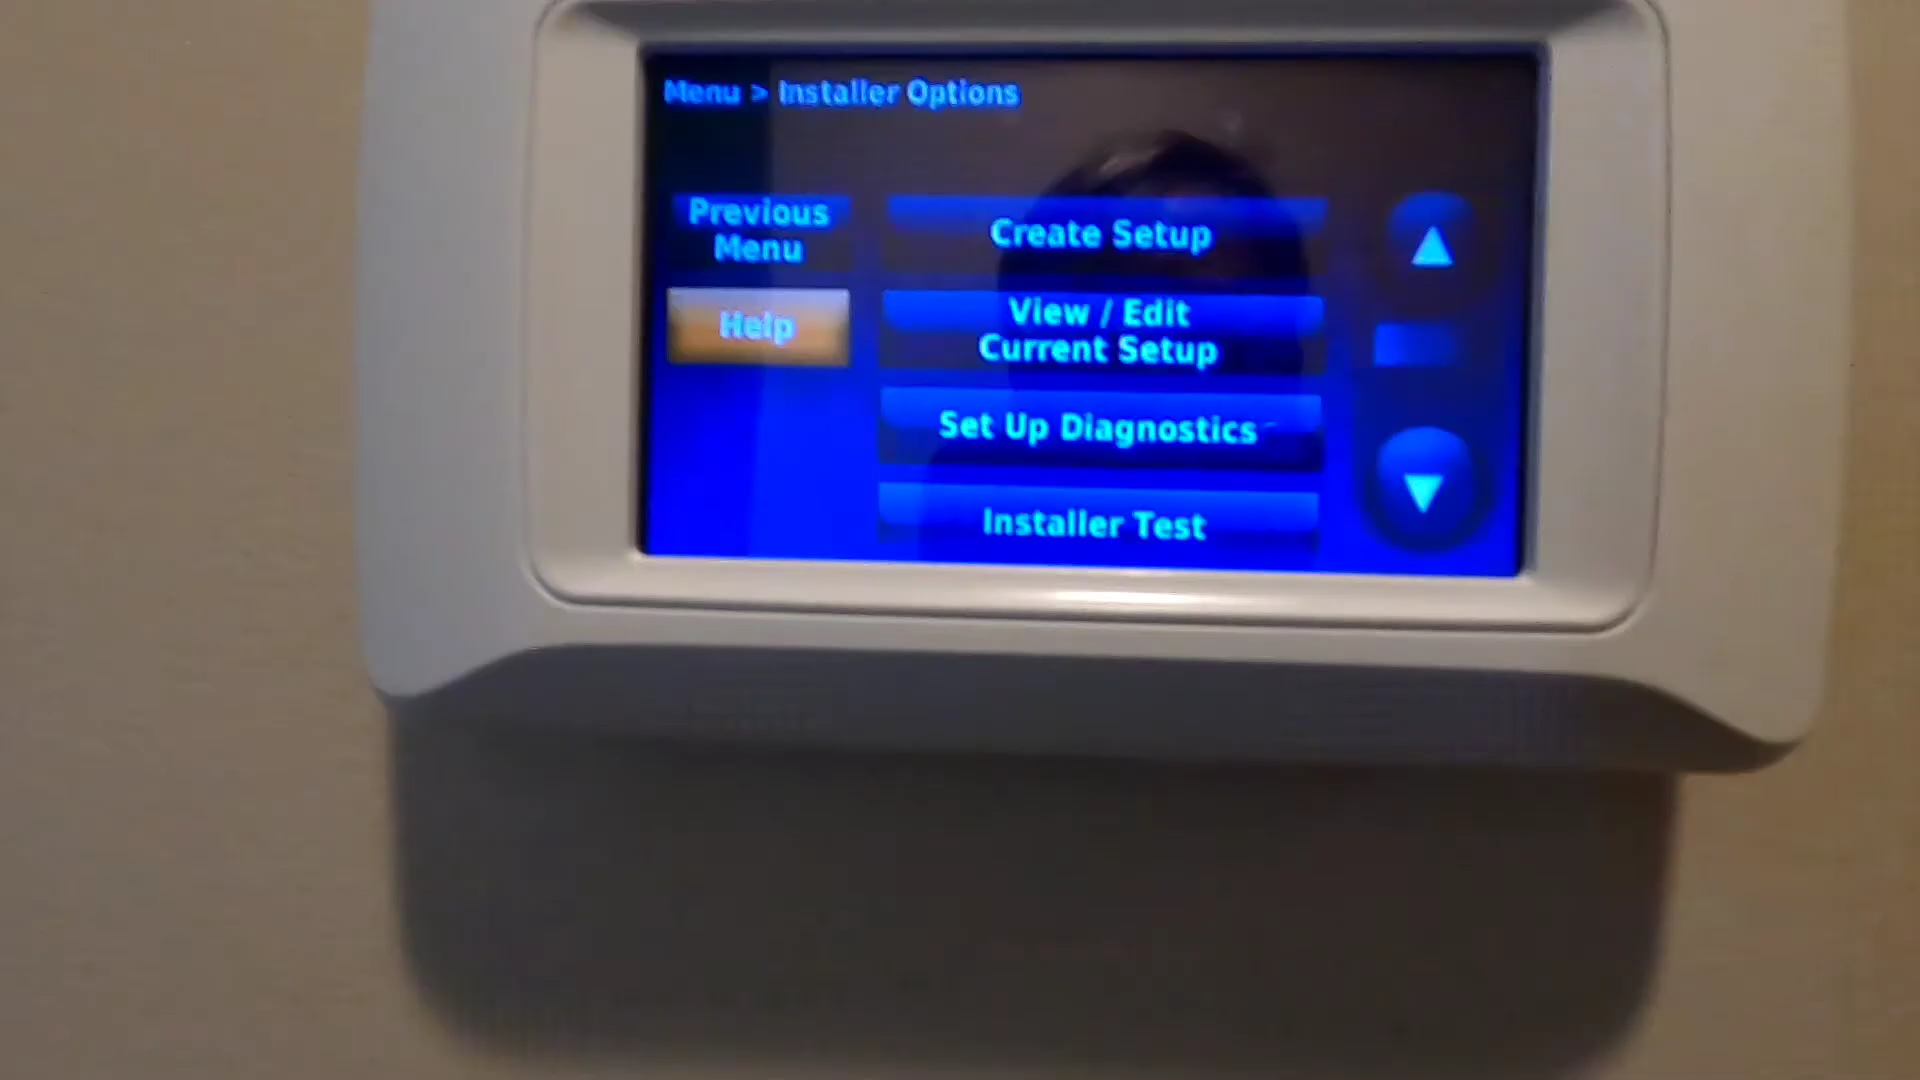 Menu > Installer Options
Previous
Menu
Help
Create Setup
View / Edit
Current Setup
Set Up Diagnostics
Installer Test